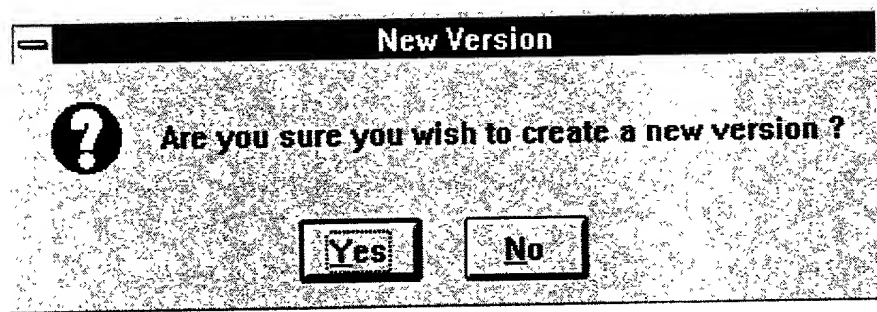 New Version
?
Are you sure you wish to create a new version ?
Yes No